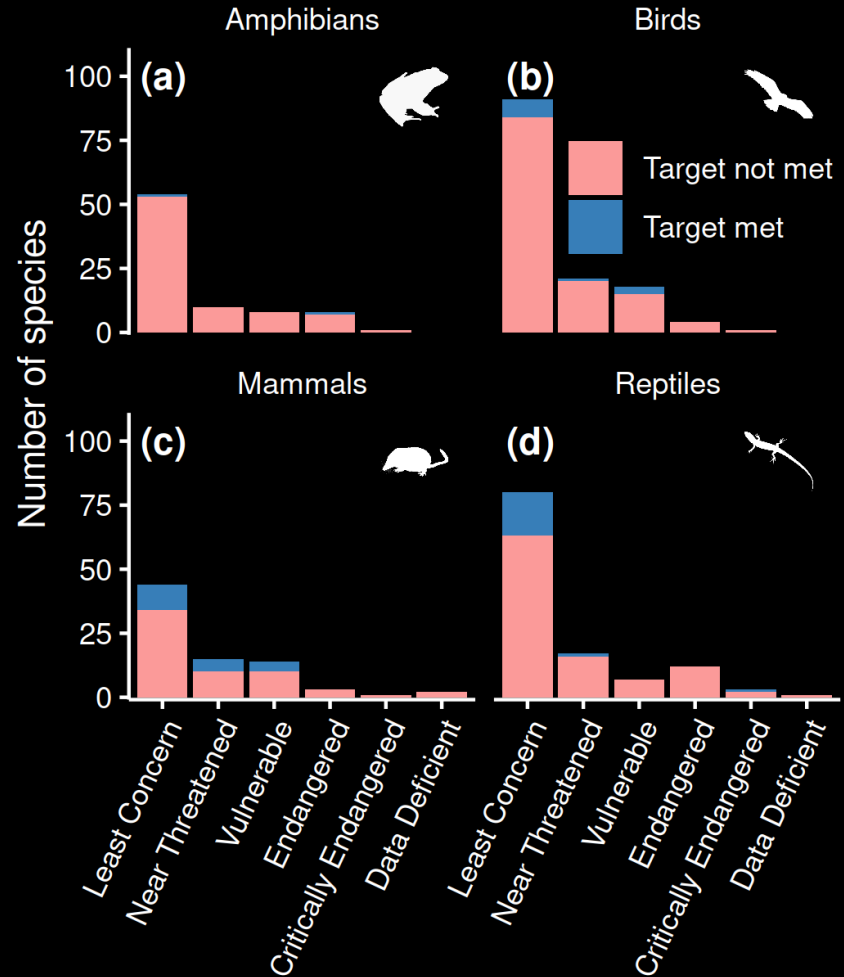 Amphibians
Birds
(a)
(b)
100
75
50
25
0
Target not met
Target met
Number of species
Mammals
Reptiles
(c)
(d)
100
75
50
25
0
Least Concern
Near Threatened
Vulnerable
Endangered
Critically Endangered
Data Deficient
Least Concern
Near Threatened
Vulnerable
Endangered
Critically Endangered
Data Deficient